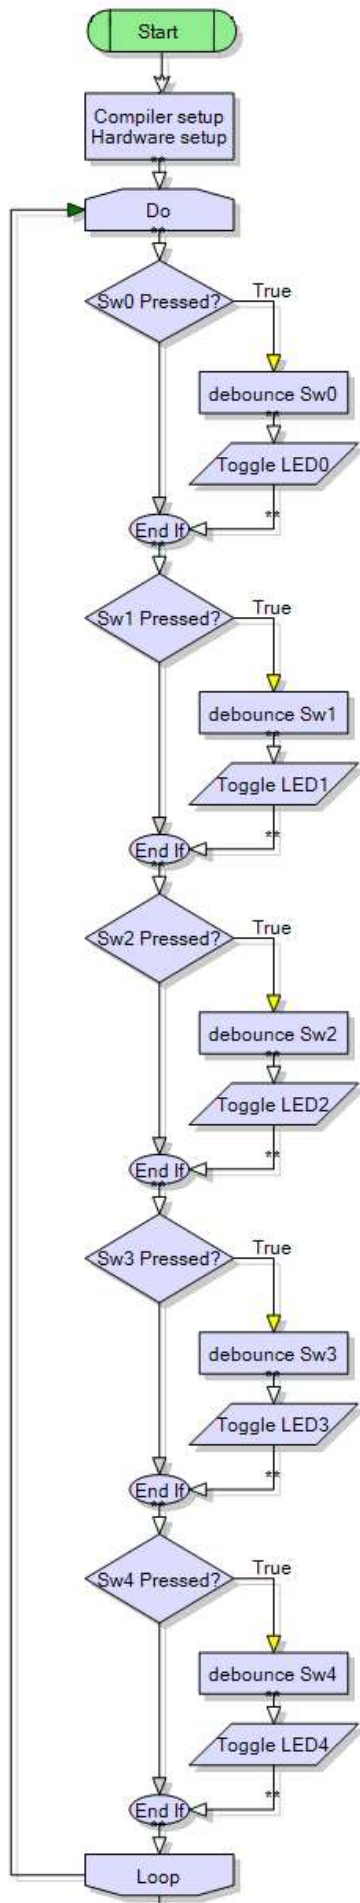 Start
Compiler setup
Hardware setup
**
Do
**
Sw0 Pressed?
True
debounce Sw0
**
Toggle LED0
**
End If
**
Sw1 Pressed?
True
debounce Sw1
**
Toggle LED1
**
End If
**
Sw2 Pressed?
True
debounce Sw2
**
Toggle LED2
**
End If
**
Sw3 Pressed?
True
debounce Sw3
**
Toggle LED3
**
End If
**
Sw4 Pressed?
True
debounce Sw4
**
Toggle LED4
**
End If
**
Loop